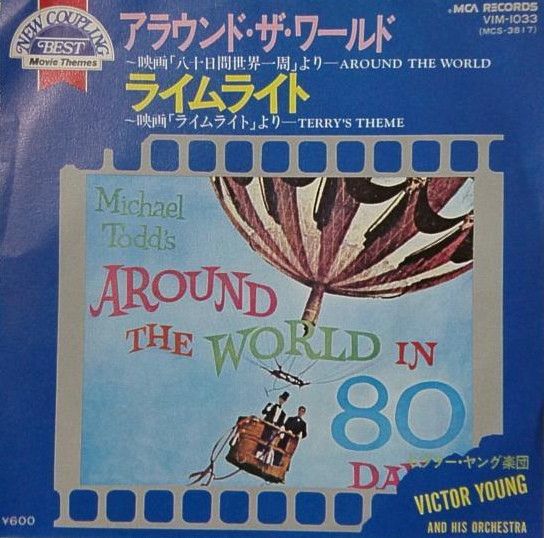 NEW COUPLING
BEST
Movie Themes
アラウンド・ザ・ワールド
~映画「八十日間世界一周」より—AROUND THE WORLD
ライムライト
~映画「ライムライト」より—TERRY'S THEME
MCA RECORDS
VIM-1033
(MCS-3817)
Michael
Todd's
AROUND
THE WORLD IN
80
DA
ヤング楽団
VICTOR YOUNG
AND HIS ORCHESTRA
¥600